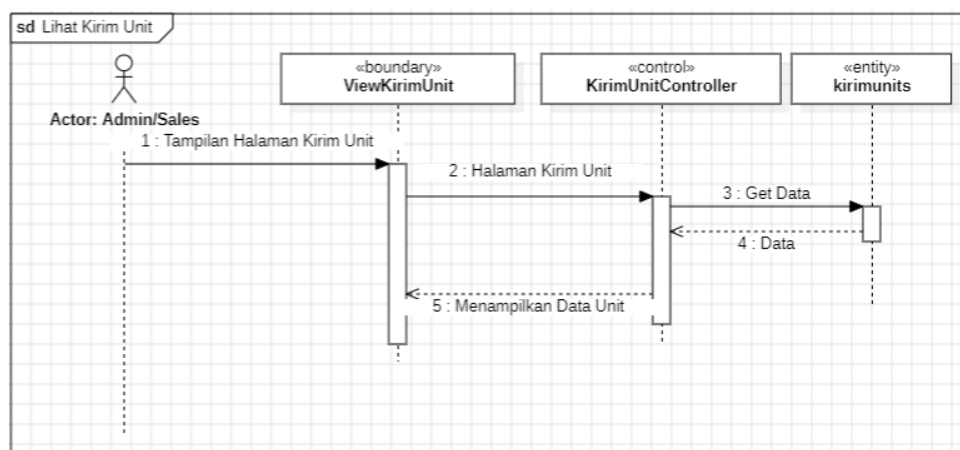 sd Lihat Kirim Unit
«boundary»
ViewKirimUnit
«control»
KirimUnitController
«entity»
kirimunits
Actor: Admin/Sales
1 : Tampilan Halaman Kirim Unit
2 : Halaman Kirim Unit
3 : Get Data
4 : Data
5 : Menampilkan Data Unit